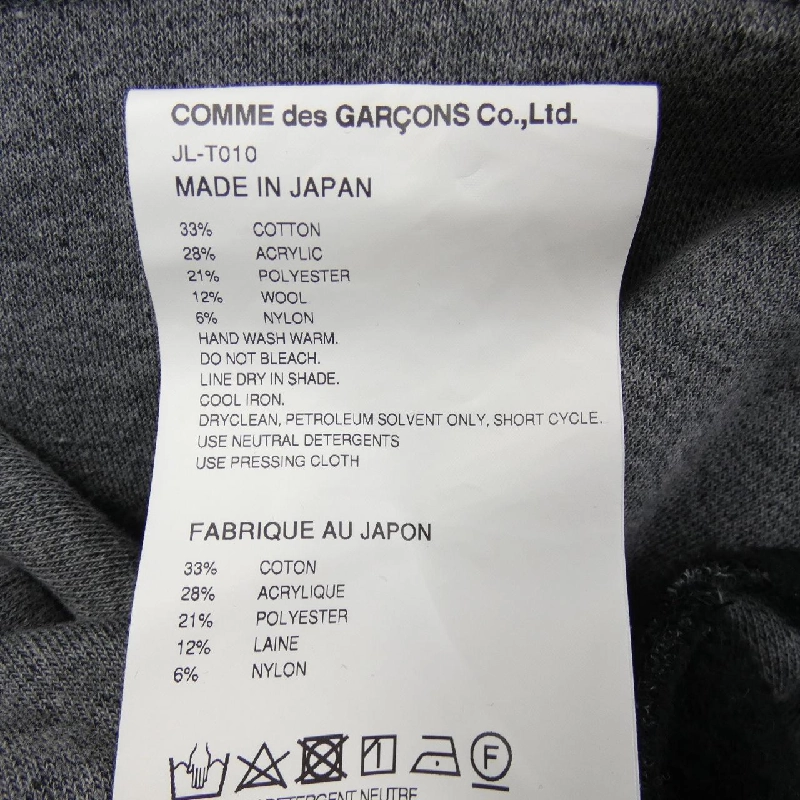 COMME des GARÇONS Co.,Ltd.
JL-T010
MADE IN JAPAN
33% COTTON
28% ACRYLIC
21% POLYESTER
12% WOOL
6% NYLON
HAND WASH WARM.
DO NOT BLEACH.
LINE DRY IN SHADE.
COOL IRON.
DRYCLEAN, PETROLEUM SOLVENT ONLY, SHORT CYCLE.
USE NEUTRAL DETERGENTS
USE PRESSING CLOTH
FABRIQUE AU JAPON
33% COTON
28% ACRYLIQUE
21% POLYESTER
12% LAINE
6% NYLON
F
DETERGENT NEUTRE